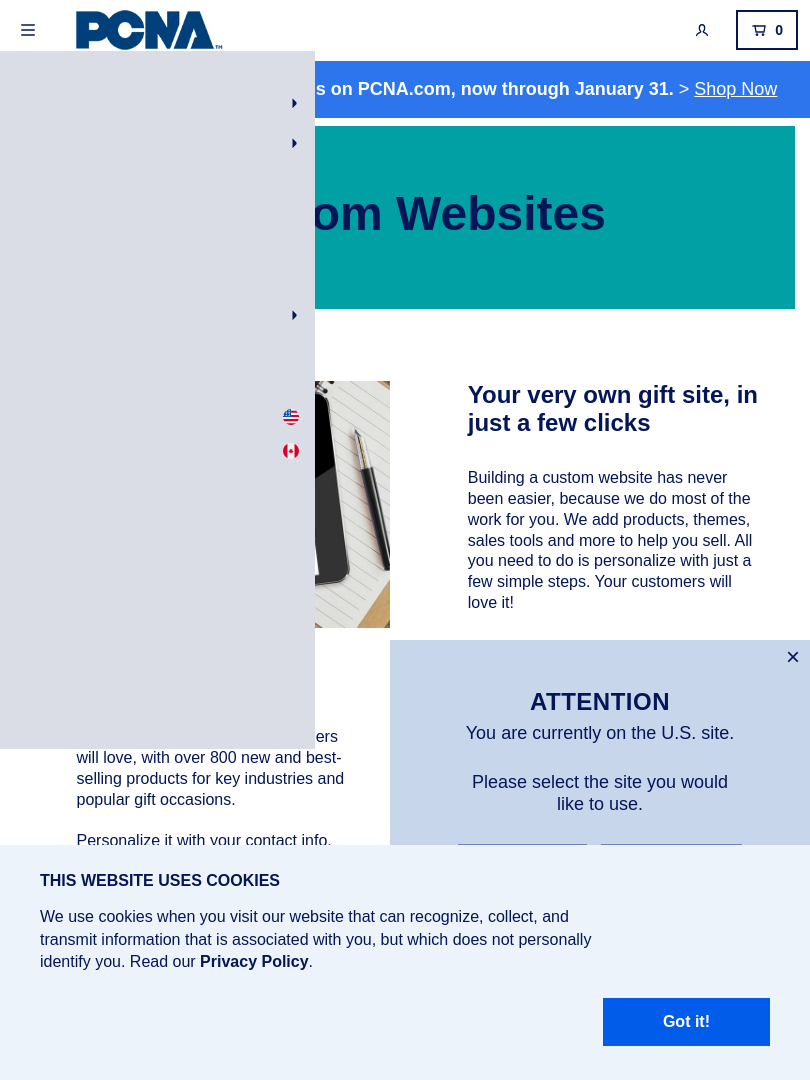 PCNA™
0
s on PCNA.com, now through January 31. > Shop Now
om Websites
Your very own gift site, in
just a few clicks
Building a custom website has never
been easier, because we do most of the
work for you. We add products, themes,
sales tools and more to help you sell. All
you need to do is personalize with just a
few simple steps. Your customers will
love it!
ers
will love, with over 800 new and best-
selling products for key industries and
popular gift occasions.
Personalize it with your contact info,
ATTENTION
You are currently on the U.S. site.
Please select the site you would
like to use.
THIS WEBSITE USES COOKIES
We use cookies when you visit our website that can recognize, collect, and
transmit information that is associated with you, but which does not personally
identify you. Read our Privacy Policy.
Got it!